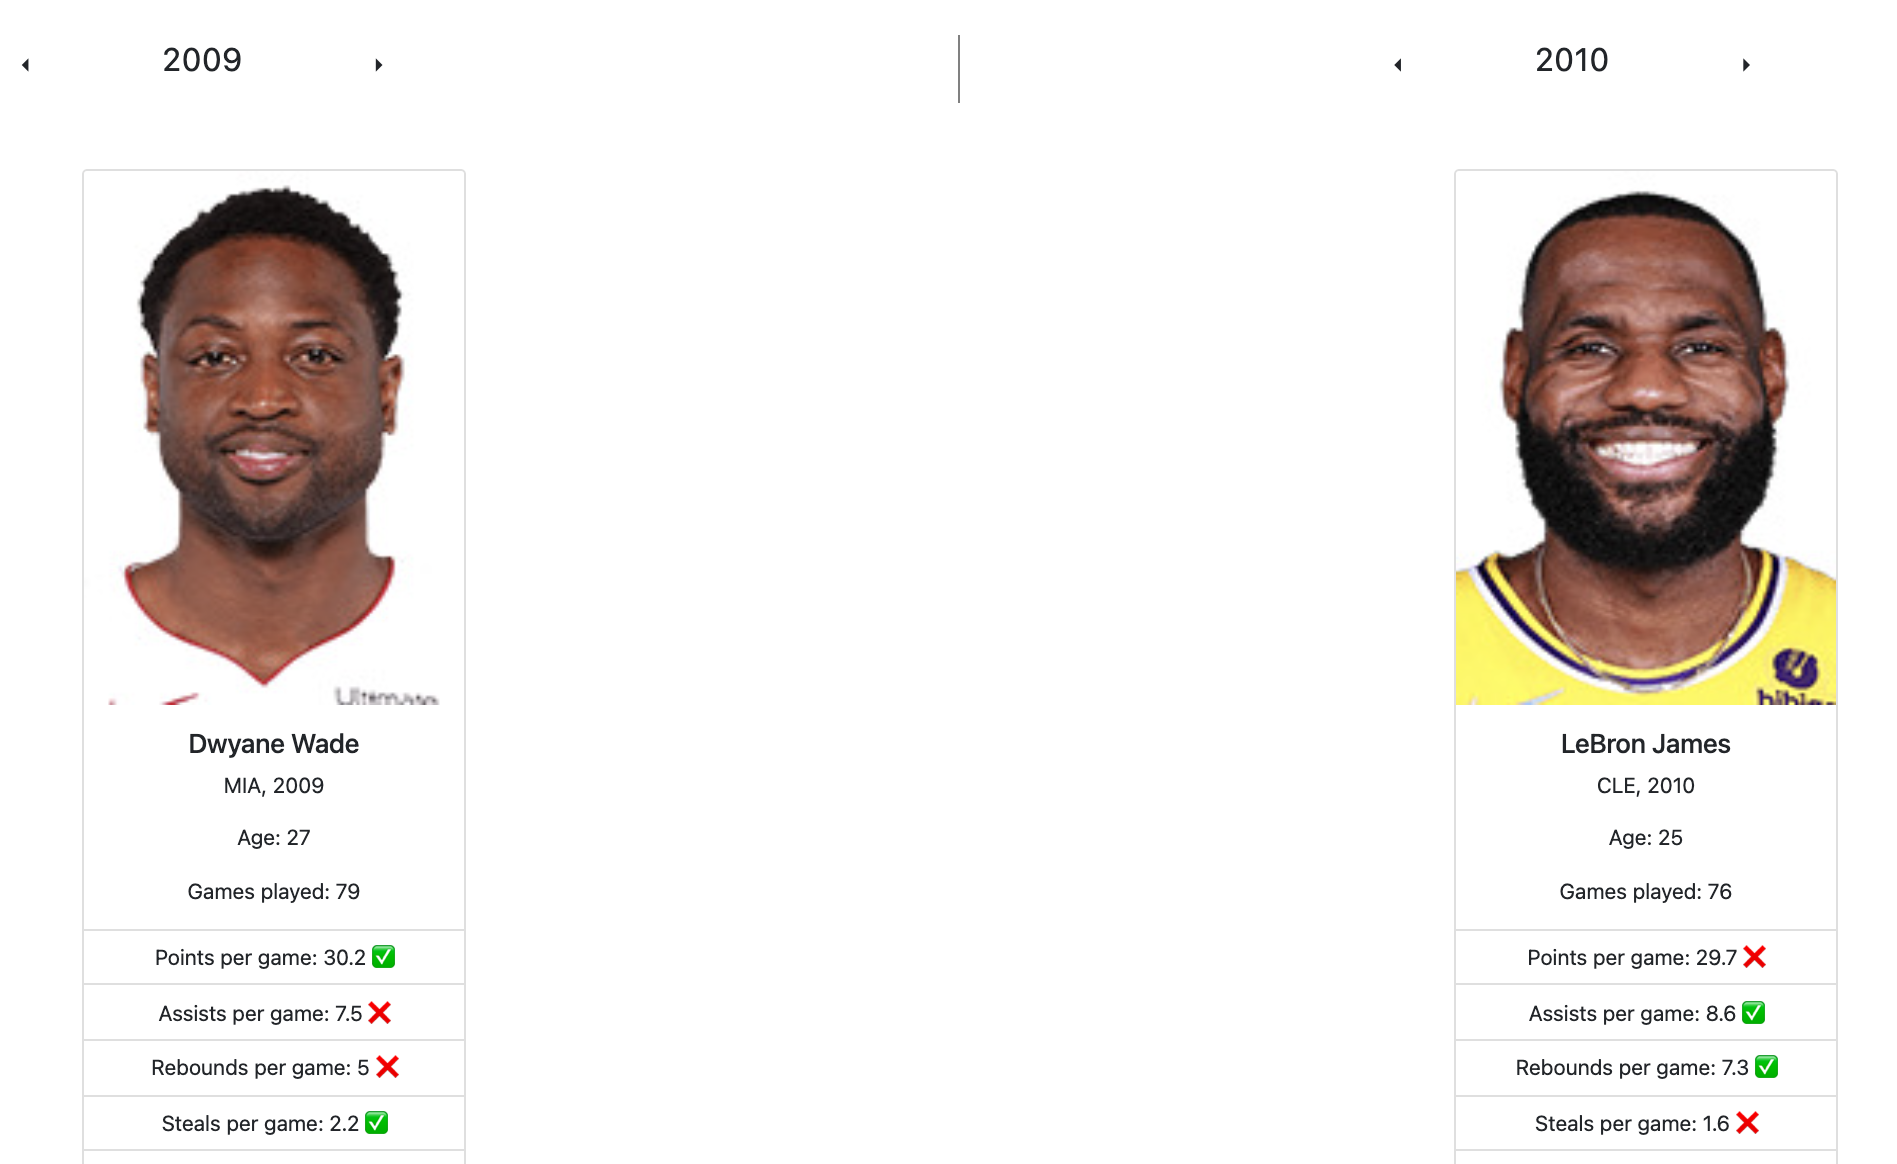 2009
2010
Dwyane Wade
MIA, 2009
Age: 27
Games played: 79
Points per game: 30.2 ✅
Assists per game: 7.5 ❌
Rebounds per game: 5 ❌
Steals per game: 2.2 ✅
LeBron James
CLE, 2010
Age: 25
Games played: 76
Points per game: 29.7 ❌
Assists per game: 8.6 ✅
Rebounds per game: 7.3 ✅
Steals per game: 1.6 ❌